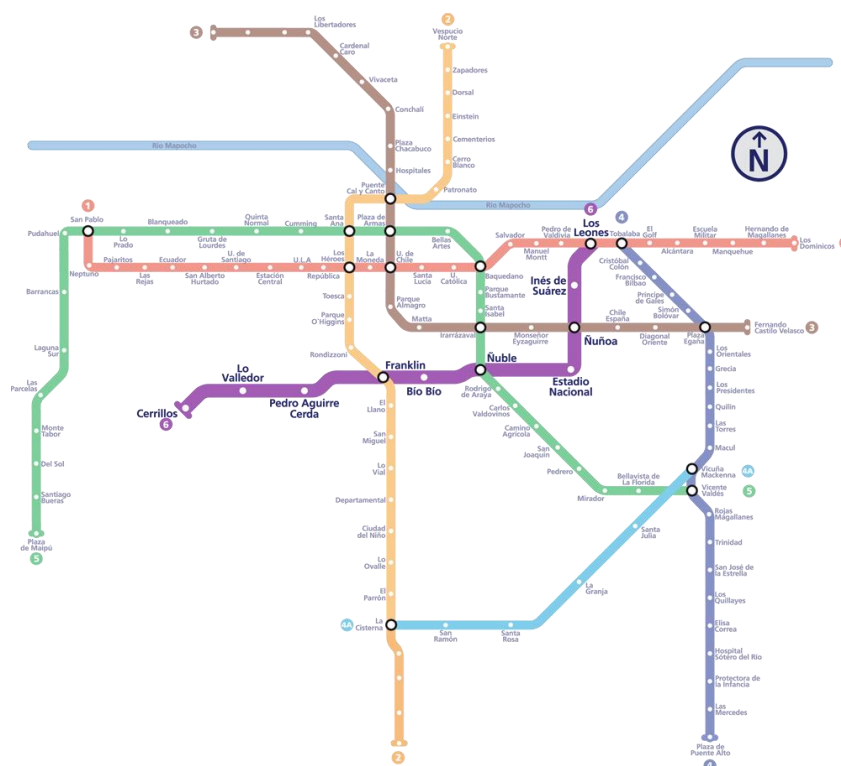 3
Los
Libertadores
Cardenal
Caro
Vivaceta
Conchalí
Plaza
Chacabuco
Hospitales
2
Vespucio
Norte
Zapadores
Dorsal
Einstein
Cementerios
Cerro
Blanco
Patronato
Puente
Cal y Canto
Río Mapocho
Río Mapocho
N
1
San Pablo
Pudahuel
Lo
Prado
Blanqueado
Gruta de
Lourdes
Quinta
Normal
Cumming
Santa
Ana
Plaza de
Armas
Bellas
Artes
Salvador
Manuel
Montt
Pedro de
Valdivia
6
Los
Leones
4
Tobalaba
El
Golf
Alcántara
Escuela
Militar
Manquehue
Hernando de
Magallanes
Los
Dominicos
Neptuno
Pajaritos
Las
Rejas
Ecuador
San Alberto
Hurtado
U. de
Santiago
Estación
Central
U.L.A
República
Los
Héroes
La
Moneda
U. de
Chile
Santa
Lucía
U.
Católica
Baquedano
Cristóbal
Colón
Francisco
Bilbao
Príncipe
de Gales
Simón
Bolóvar
Plaza
Egaña
Fernando
Castilo Velasco
3
Barrancas
Laguna
Sur
Las
Parcelas
Monte
Tabor
Del Sol
Santiago
Bueras
Plaza
de Maipú
5
Toesca
Parque
O'Higgins
Rondizzoni
Parque
Almagro
Matta
Parque
Bustamante
Santa
Isabel
Irarrázaval
Monseñor
Eyzaguirre
Inés de
Suárez
Ñuñoa
Chile
España
Diagonal
Oriente
Cerrillos
6
Lo
Valledor
Pedro Aguirre
Cerda
Franklin
Bío Bío
Ñuble
Estadio
Nacional
Rodrigo
de Araya
Carlos
Valdovinos
Camino
Agrícola
San
Joaquín
Pedrero
Mirador
Bellavista de
La Florida
Los
Orientales
Grecia
Los
Presidentes
Quilín
Las
Torres
Macul
Vicuña
Mackenna
4A
Vicente
Valdés
5
El
Llano
San
Miguel
Lo
Vial
Departamental
Ciudad
del Niño
Lo
Ovalle
El
Parrón
4A
La
Cisterna
San
Ramón
Santa
Rosa
La
Granja
Santa
Julia
2
Rojas
Magallanes
Trinidad
San José de
la Estrella
Los
Quillayes
Elisa
Correa
Hospital
Sótero del Río
Protectora de
la Infancia
Las
Mercedes
Plaza de
Puente Alto
4